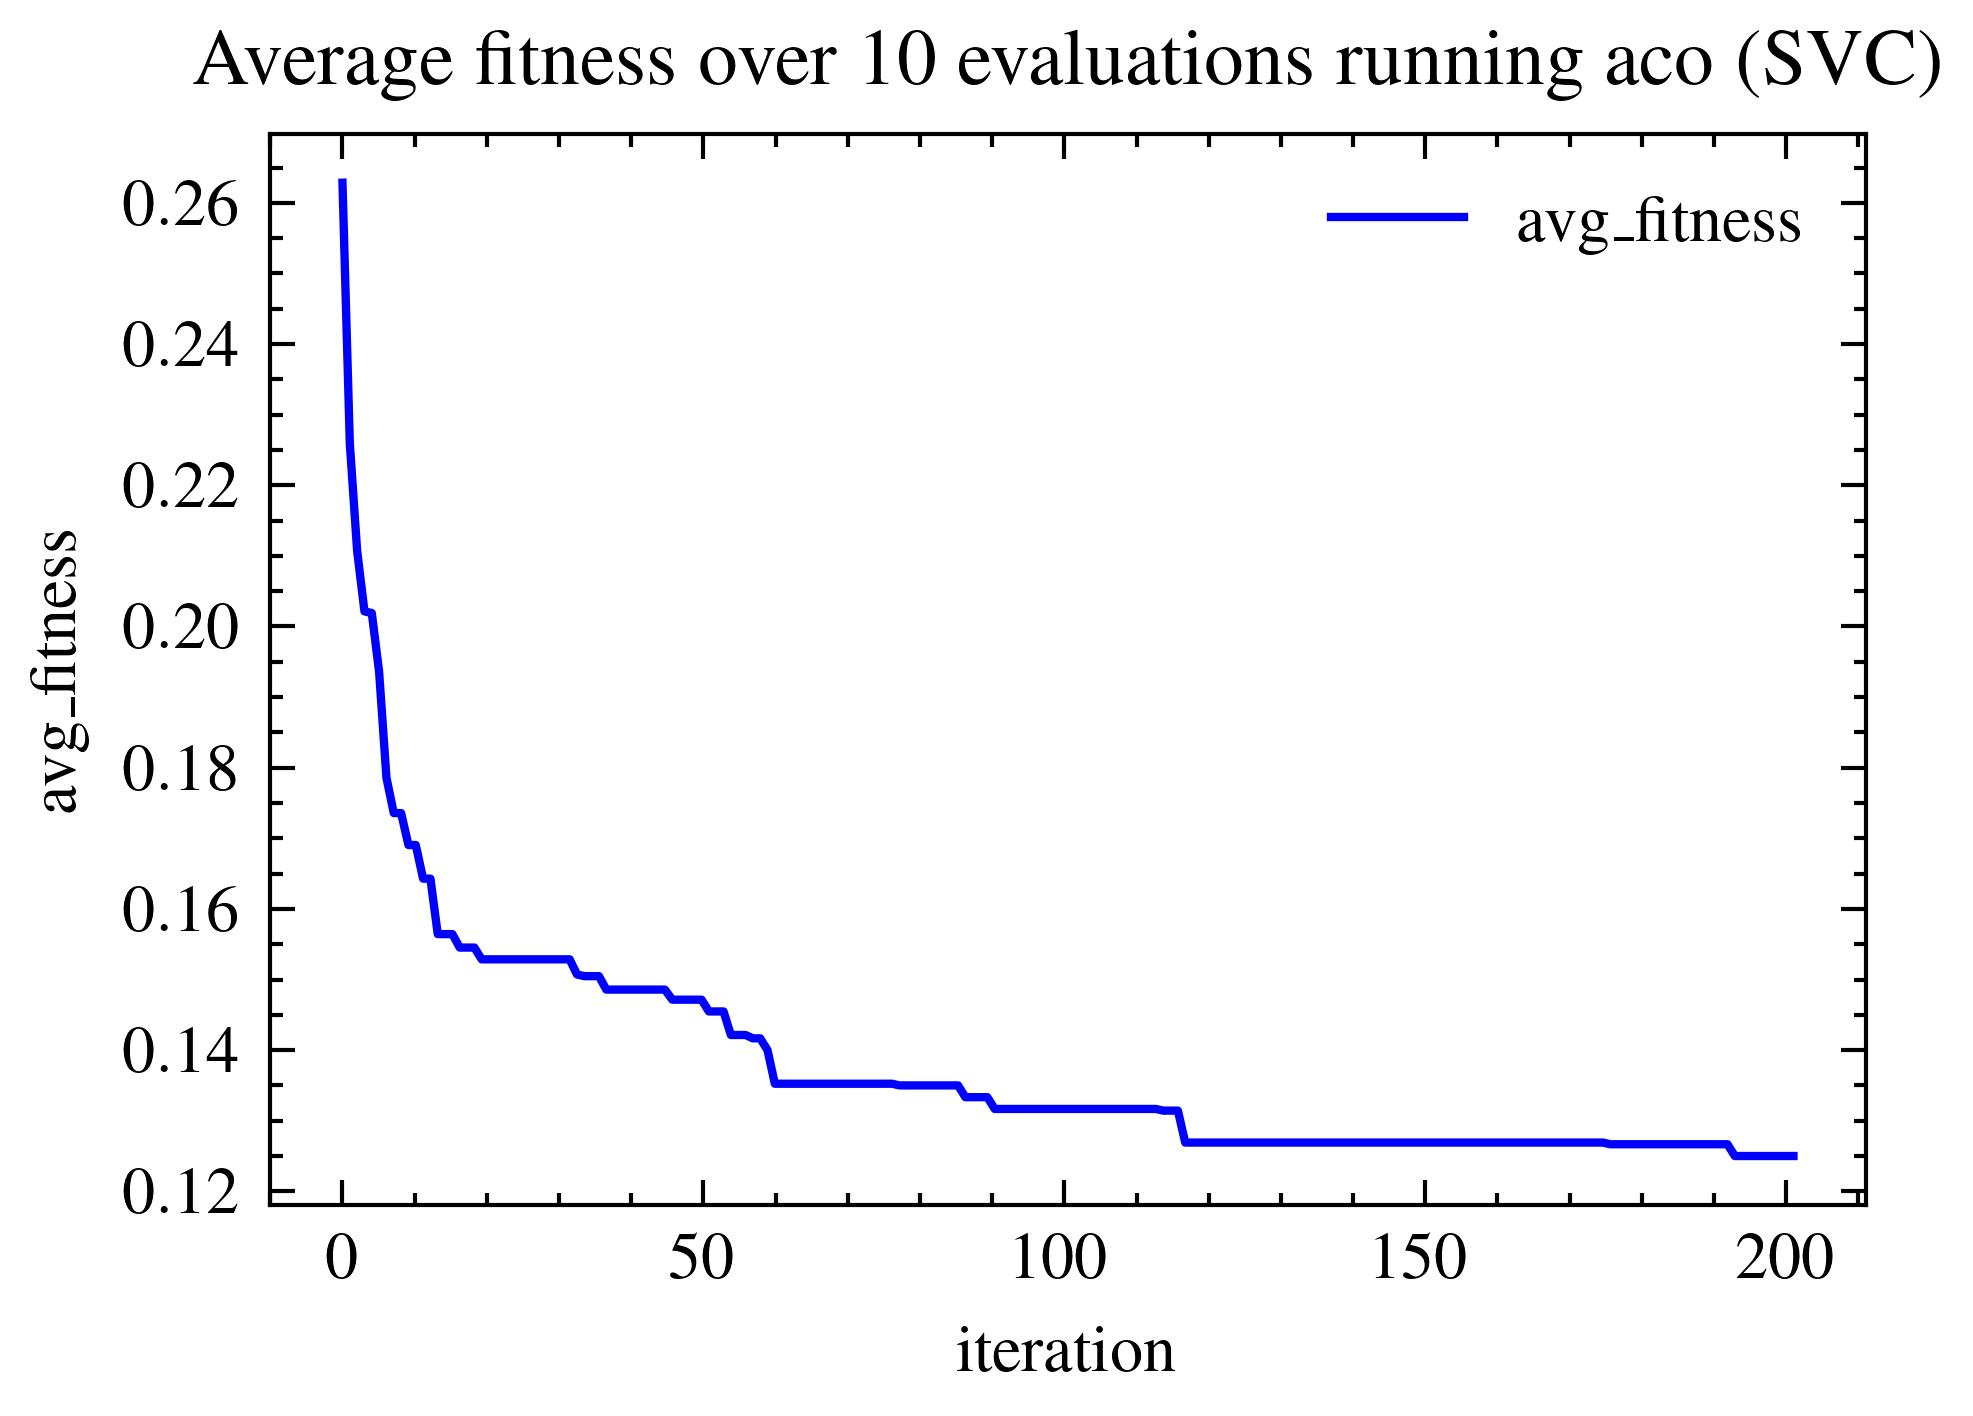 Average fitness over 10 evaluations running aco (SVC)
avg_fitness
0.26
0.24
0.22
0.20
0.18
0.16
0.14
0.12
avg_fitness
0 50 100 150 200
iteration